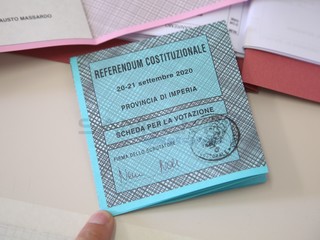 AUSTO MASSARDO
REFERENDUM COSTITUZIONALE
20-21 settembre 2020
PROVINCIA DI IMPERIA
SCHEDA PER LA VOTAZIONE
FIRMA DELLO SCRUTATORE